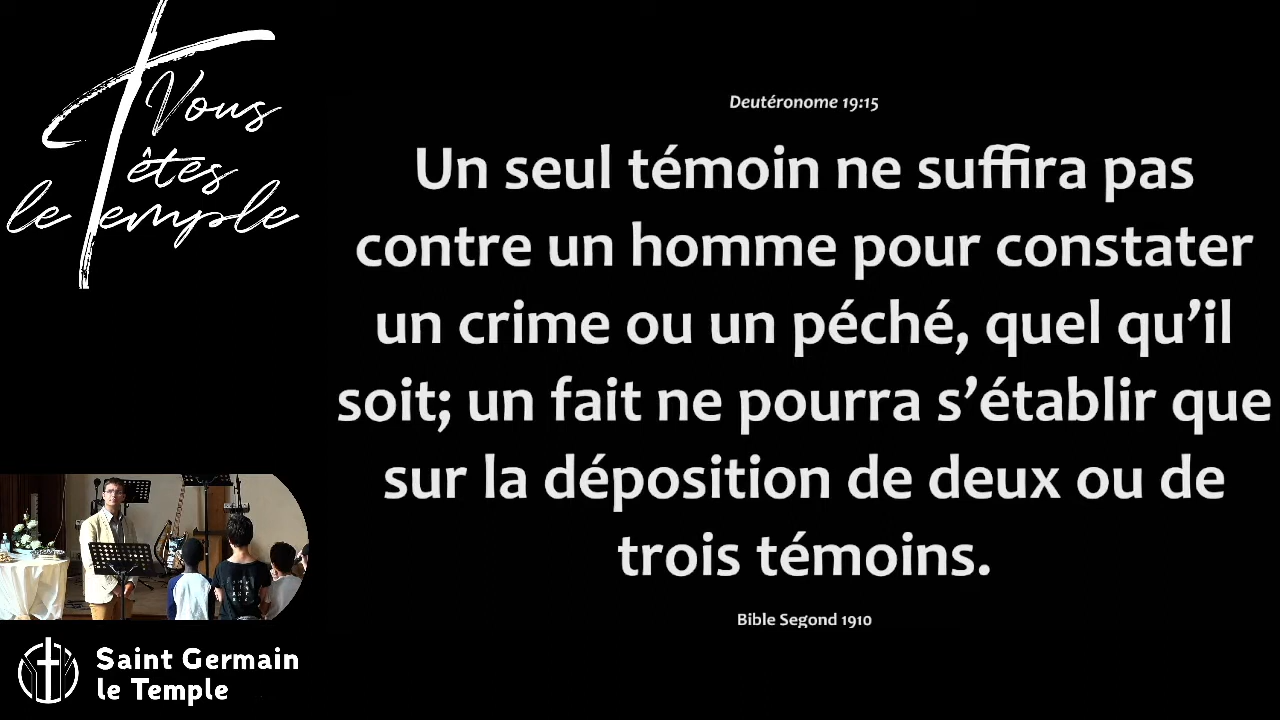 Vous
êtes
le Temple
Deutéronome 19:15
Un seul témoin ne suffira pas
contre un homme pour constater
un crime ou un péché, quel qu’il
soit; un fait ne pourra s’établir que
sur la déposition de deux ou de
trois témoins.
Bible Segond 1910
Saint Germain
le Temple